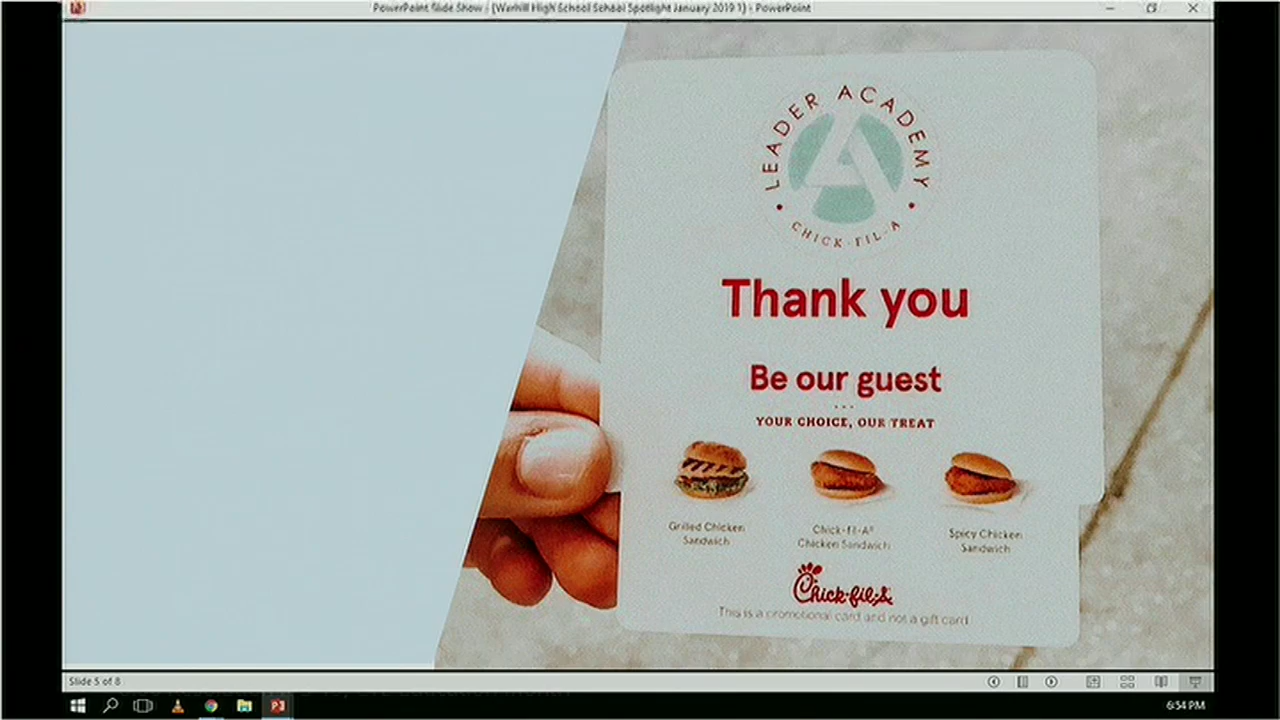 PowerPoint Slide Show - [Warhill High School School Spotlight January 2019 1] - PowerPoint
LEADER ACADEMY
• CHICK-FIL-A •
Thank you
Be our guest
YOUR CHOICE, OUR TREAT
Grilled Chicken Sandwich
Chick-fil-A® Chicken Sandwich
Spicy Chicken Sandwich
Chick-fil-A
This is a promotional card and not a gift card
Slide 5 of 8
6:54 PM